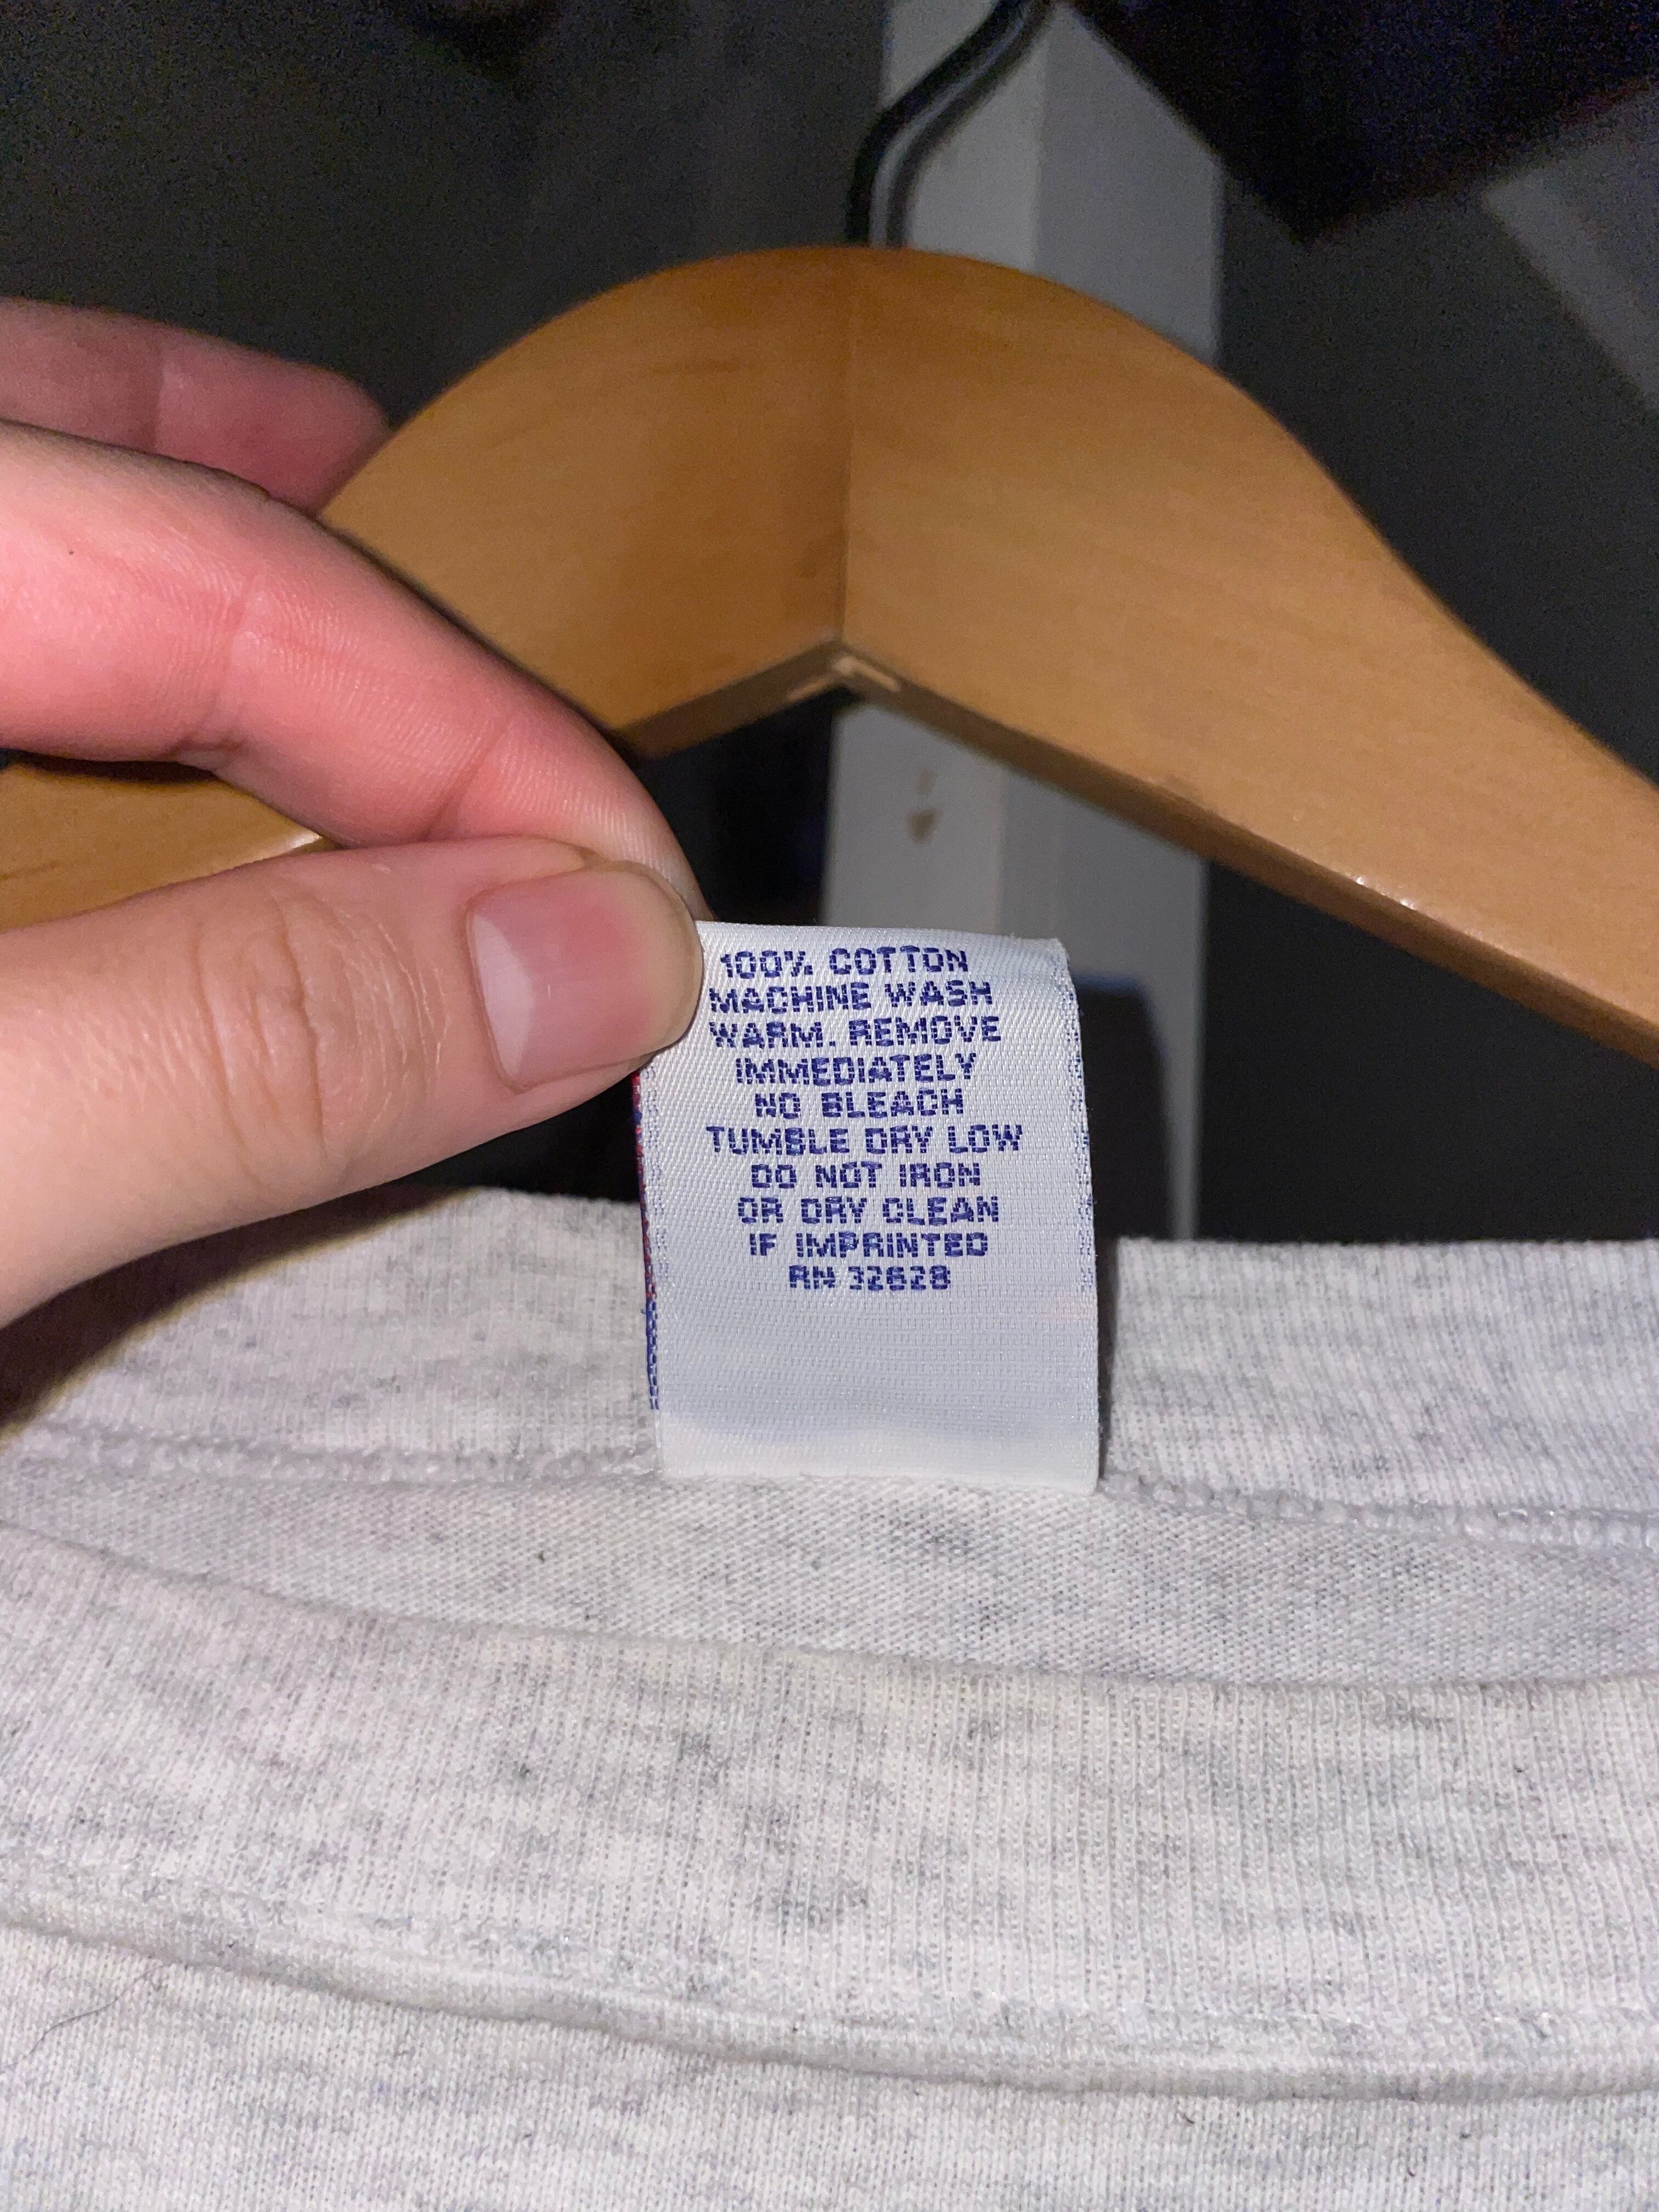 100% COTTON
MACHINE WASH
WARM. REMOVE
IMMEDIATELY
NO BLEACH
TUMBLE DRY LOW
DO NOT IRON
OR DRY CLEAN
IF IMPRINTED
RN 32628